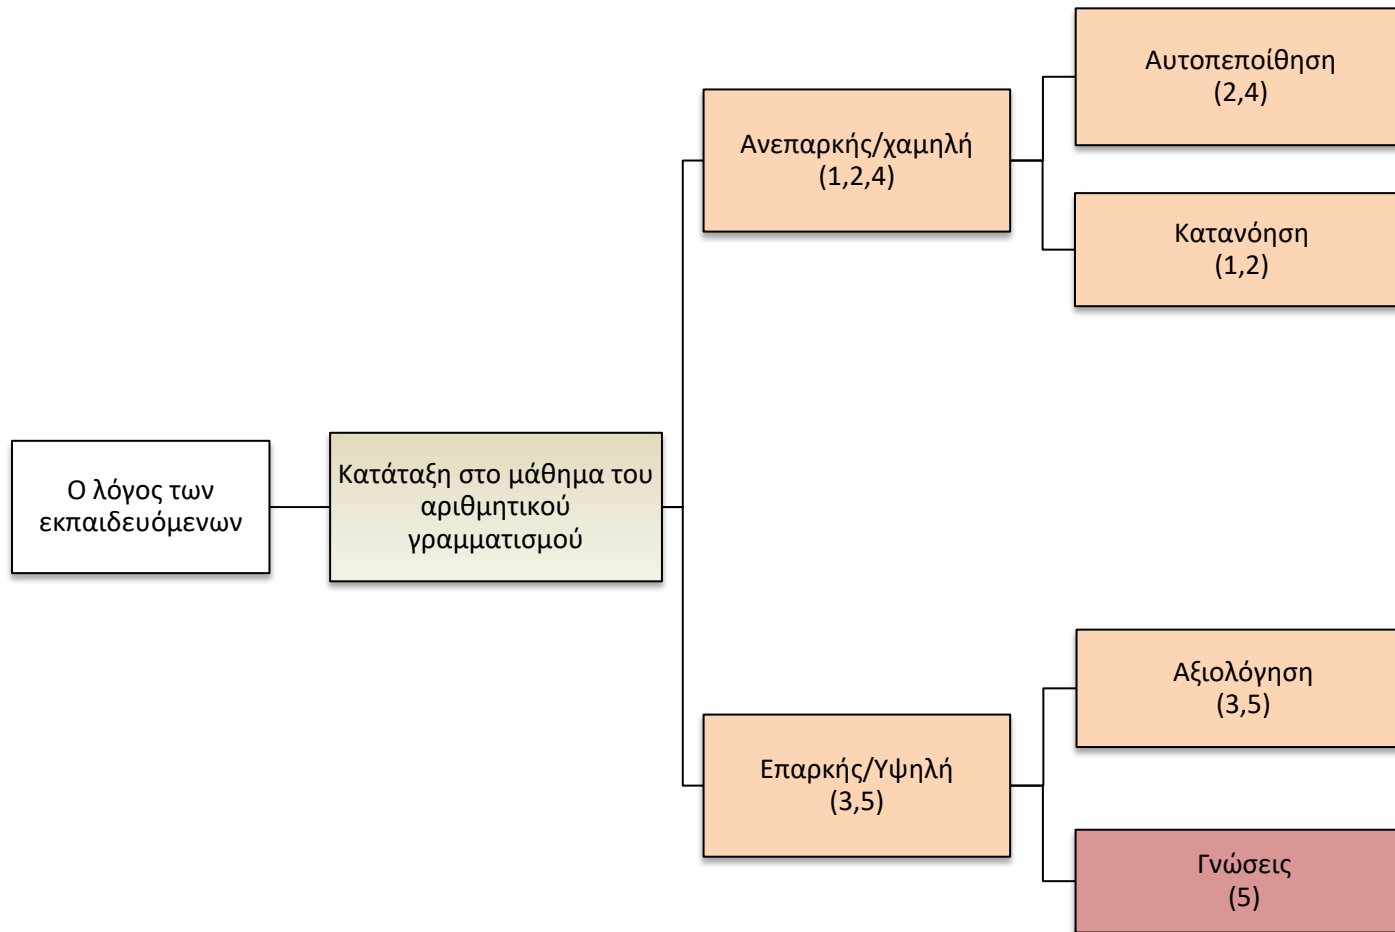 Ο λόγος των
εκπαιδευόμενων
Κατάταξη στο μάθημα του
αριθμητικού
γραμματισμού
Ανεπαρκής/χαμηλή
(1,2,4)
Αυτοπεποίθηση
(2,4)
Κατανόηση
(1,2)
Επαρκής/Υψηλή
(3,5)
Αξιολόγηση
(3,5)
Γνώσεις
(5)